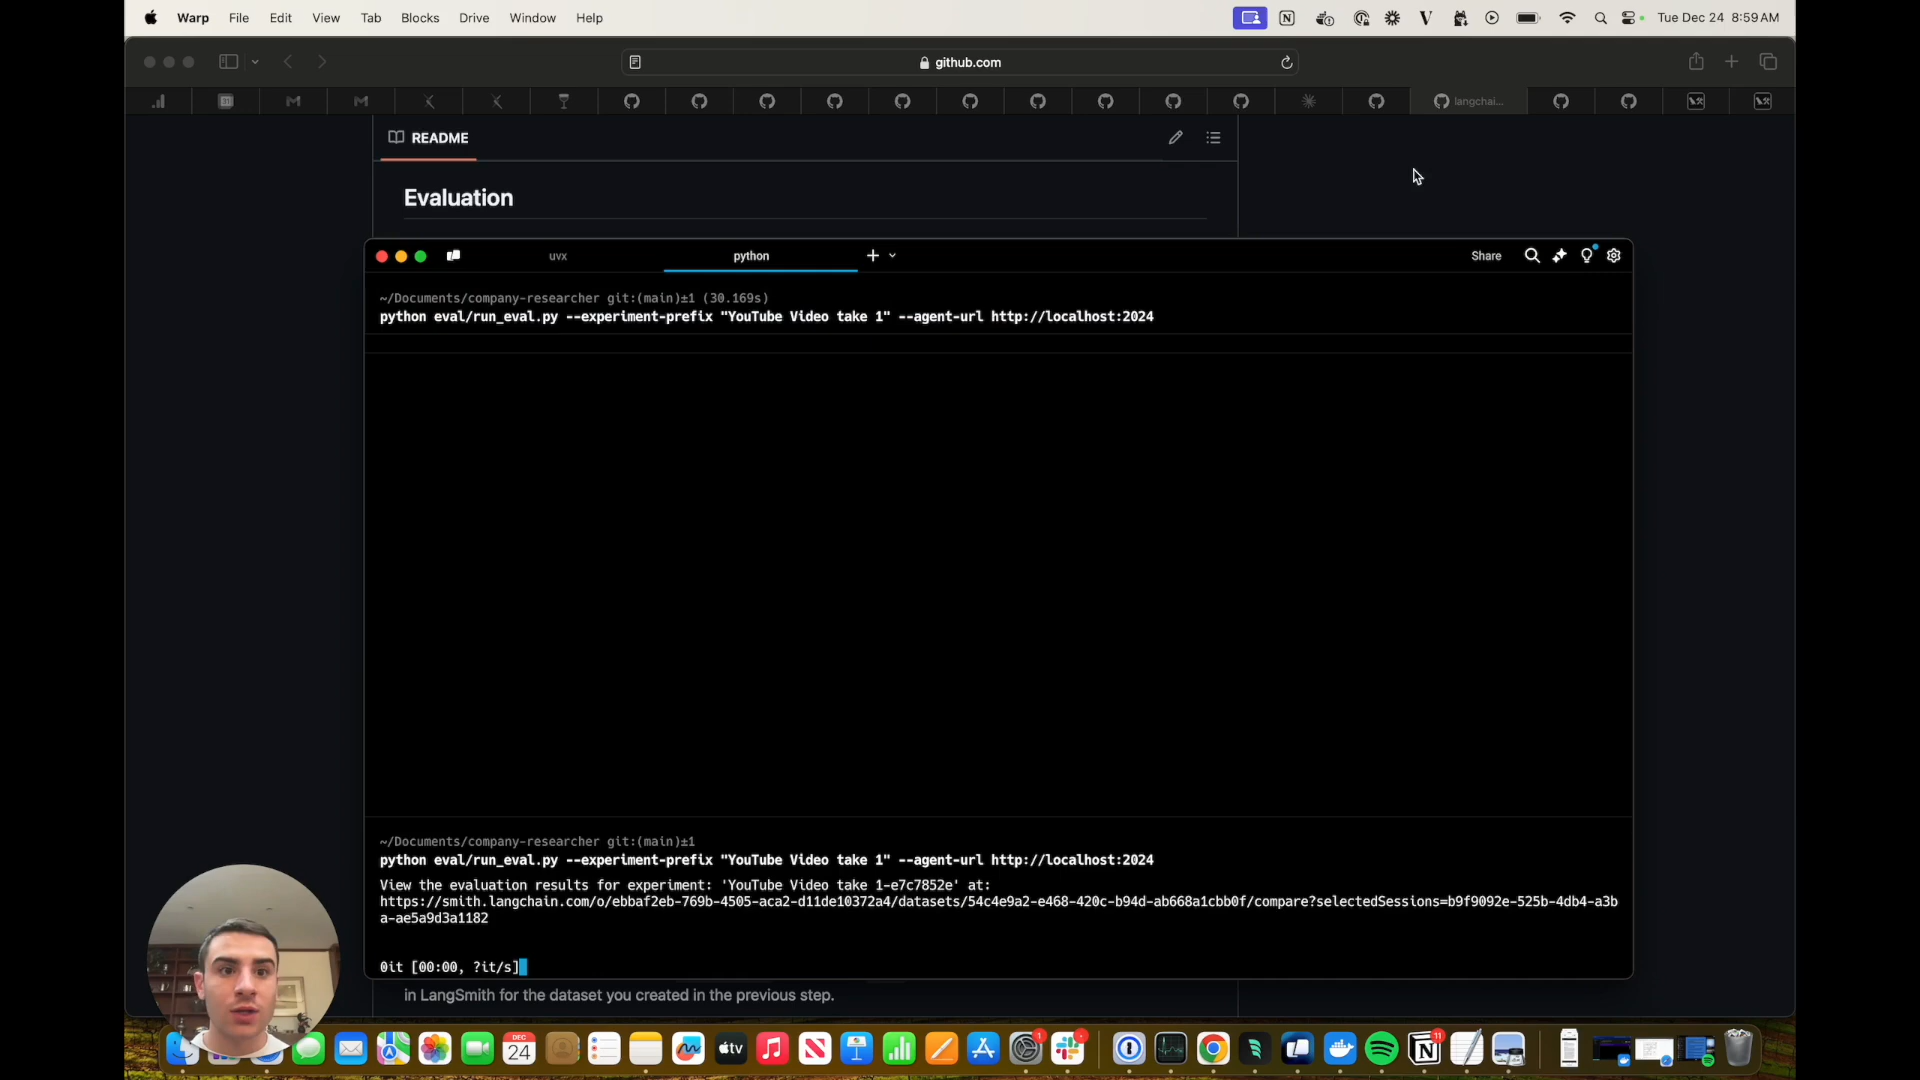 Warp File Edit View Tab Blocks Drive Window Help Tue Dec 24 8:59 AM
github.com
langchai...
README
Evaluation
uvx python Share
~/Documents/company-researcher git:(main)±1 (30.169s)
python eval/run_eval.py --experiment-prefix "YouTube Video take 1" --agent-url http://localhost:2024
~/Documents/company-researcher git:(main)±1
python eval/run_eval.py --experiment-prefix "YouTube Video take 1" --agent-url http://localhost:2024
View the evaluation results for experiment: 'YouTube Video take 1-e7c7852e' at:
https://smith.langchain.com/o/ebbaf2eb-769b-4505-aca2-d11de10372a4/datasets/54c4e9a2-e468-420c-b94d-ab668a1cbb0f/compare?selectedSessions=b9f9092e-525b-4db4-a3b
a-ae5a9d3a1182
0it [00:00, ?it/s]
in LangSmith for the dataset you created in the previous step.
DEC
24
tv
1
11